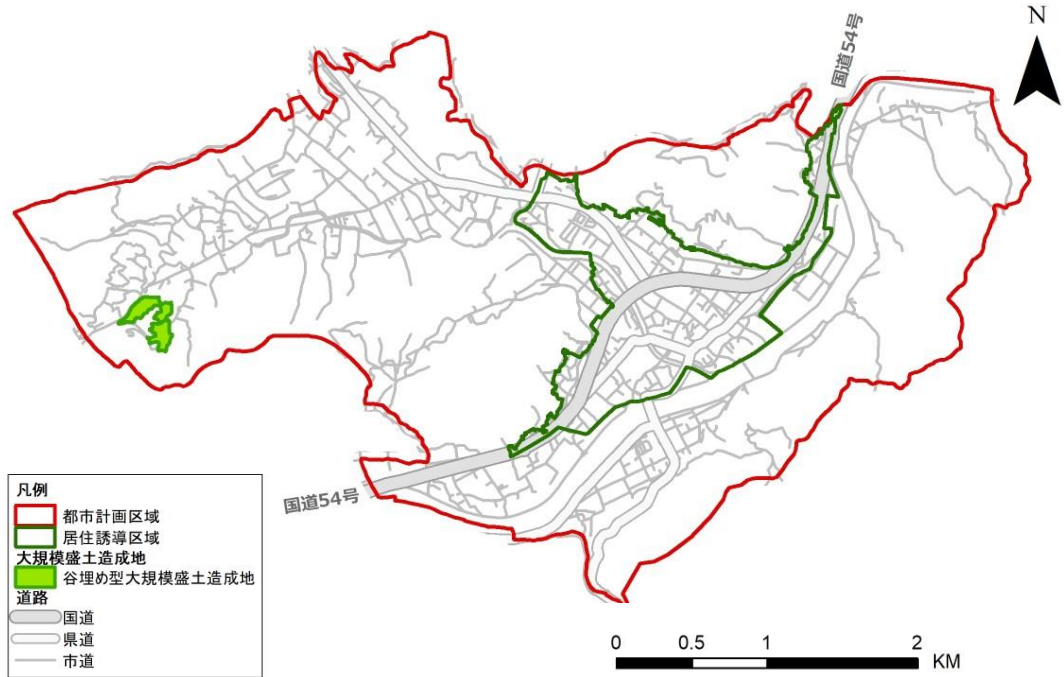 N
国道54号
国道54号
凡例
都市計画区域
居住誘導区域
大規模盛土造成地
谷埋め型大規模盛土造成地
道路
国道
県道
市道
0 0.5 1 2
KM